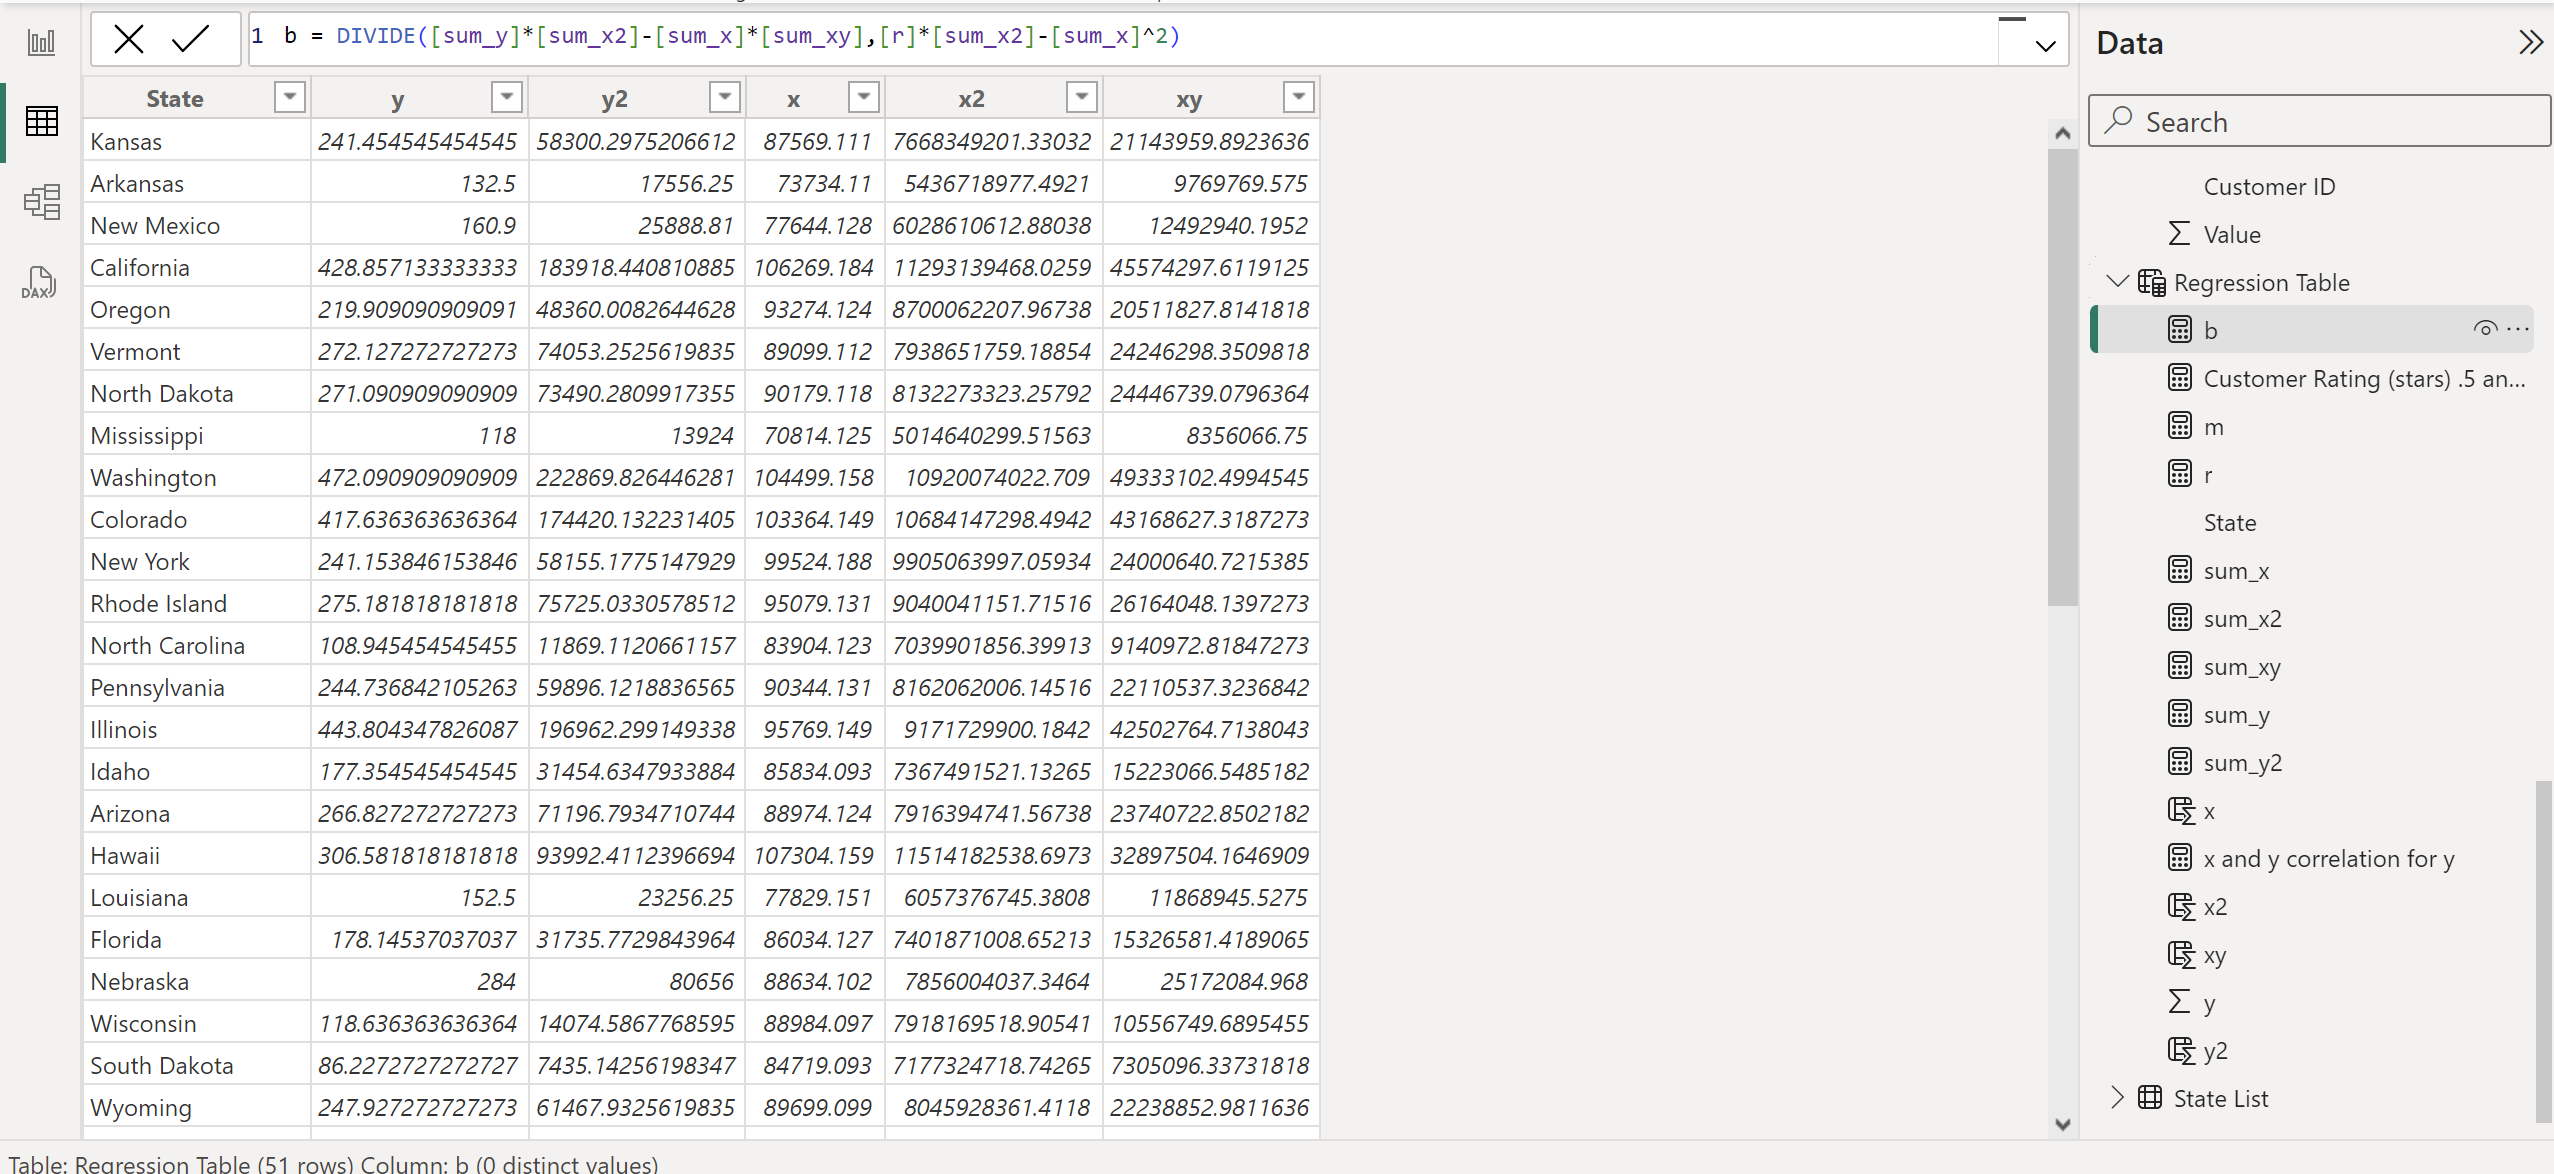 1 b = DIVIDE([sum_y]*[sum_x2]-[sum_x]*[sum_xy],[r]*[sum_x2]-[sum_x]^2)
State y y2 x x2 xy
Kansas 241.454545454545 58300.2975206612 87569.111 7668349201.33032 21143959.8923636
Arkansas 132.5 17556.25 73734.11 5436718977.4921 9769769.575
New Mexico 160.9 25888.81 77644.128 6028610612.88038 12492940.1952
California 428.857133333333 183918.440810885 106269.184 11293139468.0259 45574297.6119125
Oregon 219.909090909091 48360.0082644628 93274.124 8700062207.96738 20511827.8141818
Vermont 272.127272727273 74053.2525619835 89099.112 7938651759.18854 24246298.3509818
North Dakota 271.090909090909 73490.2809917355 90179.118 8132273323.25792 24446739.0796364
Mississippi 118 13924 70814.125 5014640299.51563 8356066.75
Washington 472.090909090909 222869.826446281 104499.158 10920074022.709 49333102.4994545
Colorado 417.636363636364 174420.132231405 103364.149 10684147298.4942 43168627.3187273
New York 241.153846153846 58155.1775147929 99524.188 9905063997.05934 24000640.7215385
Rhode Island 275.181818181818 75725.0330578512 95079.131 9040041151.71516 26164048.1397273
North Carolina 108.945454545455 11869.1120661157 83904.123 7039901856.39913 9140972.81847273
Pennsylvania 244.736842105263 59896.1218836565 90344.131 8162062006.14516 22110537.3236842
Illinois 443.804347826087 196962.299149338 95769.149 9171729900.1842 42502764.7138043
Idaho 177.354545454545 31454.6347933884 85834.093 7367491521.13265 15223066.5485182
Arizona 266.827272727273 71196.7934710744 88974.124 7916394741.56738 23740722.8502182
Hawaii 306.581818181818 93992.4112396694 107304.159 11514182538.6973 32897504.1646909
Louisiana 152.5 23256.25 77829.151 6057376745.3808 11868945.5275
Florida 178.14537037037 31735.7729843964 86034.127 7401871008.65213 15326581.4189065
Nebraska 284 80656 88634.102 7856004037.3464 25172084.968
Wisconsin 118.636363636364 14074.5867768595 88984.097 7918169518.90541 10556749.6895455
South Dakota 86.2272727272727 7435.14256198347 84719.093 7177324718.74265 7305096.33731818
Wyoming 247.927272727273 61467.9325619835 89699.099 8045928361.4118 22238852.9811636
Table: Regression Table (51 rows) Column: b (0 distinct values)
DAX
Data
Search
Customer ID
Value
Regression Table
b
Customer Rating (stars) .5 an...
m
r
State
sum_x
sum_x2
sum_xy
sum_y
sum_y2
x
x and y correlation for y
x2
xy
y
y2
State List